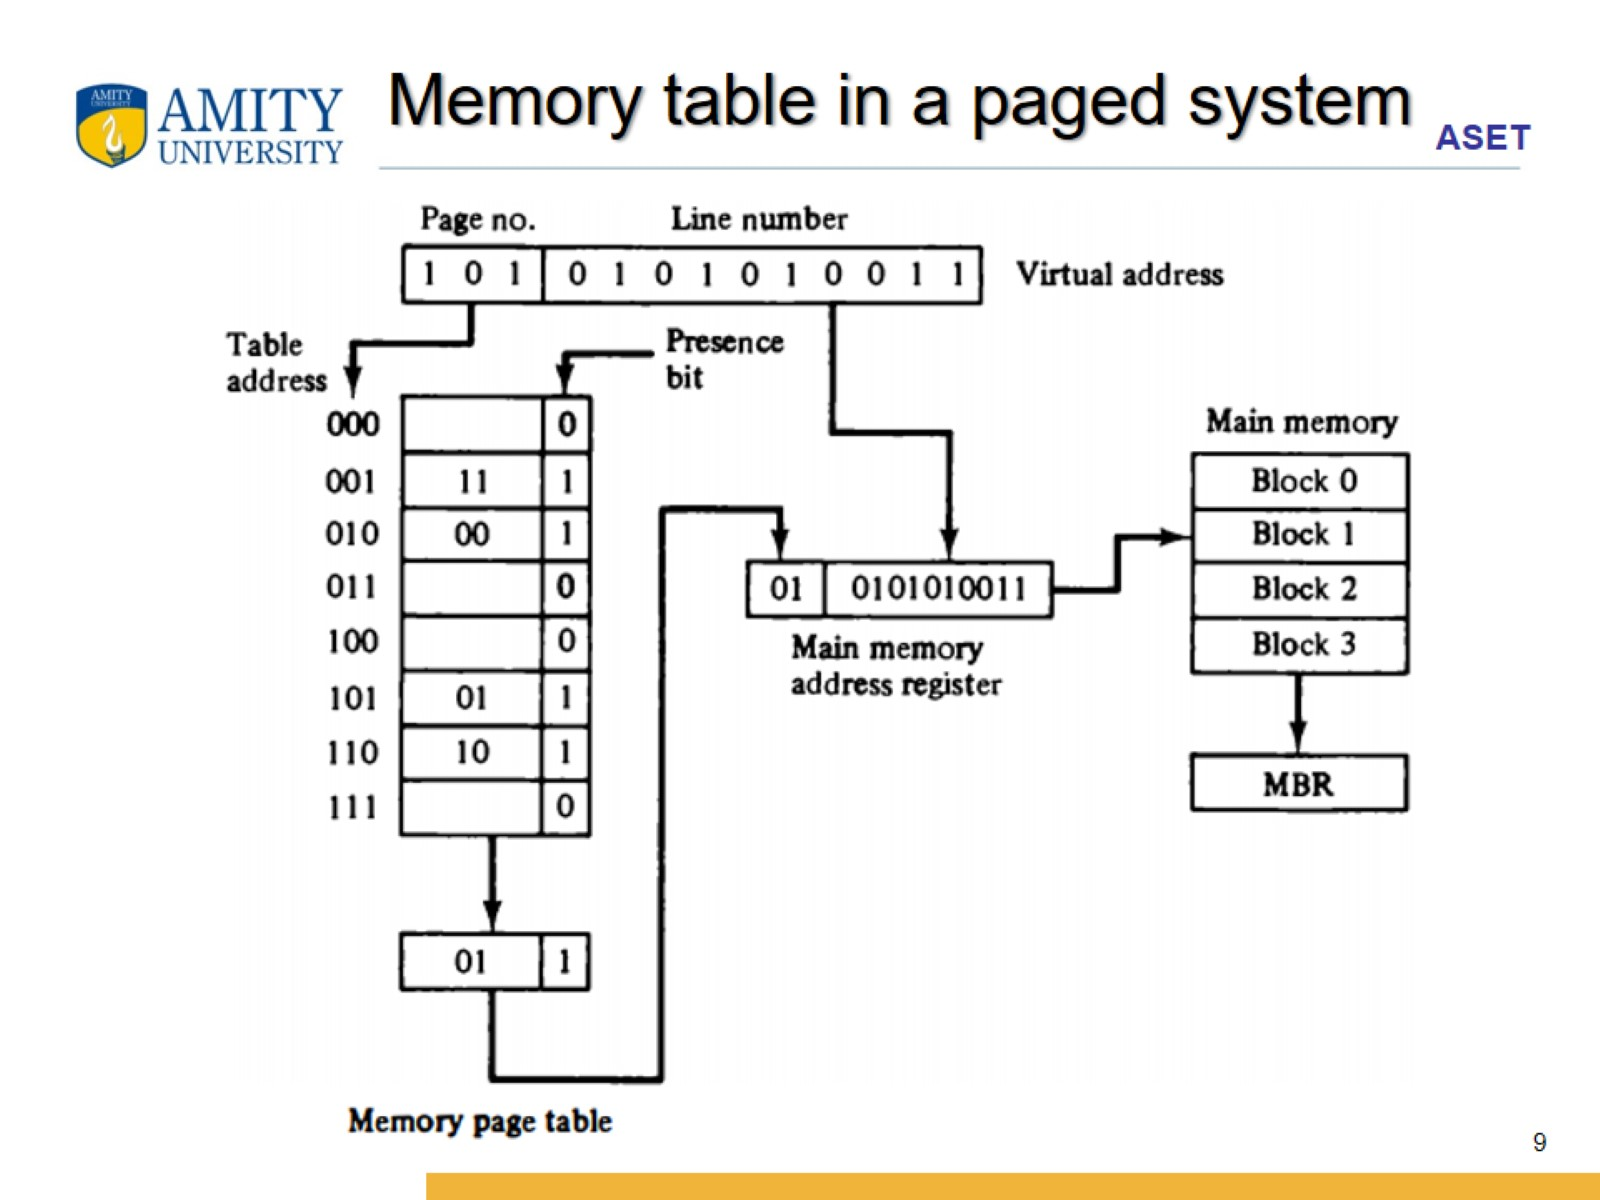 AMITY
UNIVERSITY
AMITY
UNIVERSITY
Memory table in a paged system
ASET
Page no. Line number
1 0 1 0 1 0 1 0 1 0 0 1 1 Virtual address
Table address
Presence bit
000 0
001 11 1
010 00 1
011 0
100 0
101 01 1
110 10 1
111 0
01 1
Memory page table
01 0101010011
Main memory
address register
Main memory
Block 0
Block 1
Block 2
Block 3
MBR
9